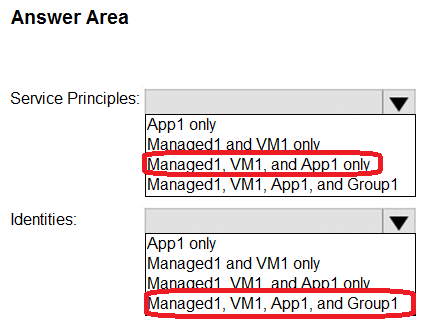 Answer Area
Service Principles:
App1 only
Managed1 and VM1 only
Managed1, VM1, and App1 only
Managed1, VM1, App1, and Group1
Identities:
App1 only
Managed1 and VM1 only
Managed1, VM1, and App1 only
Managed1, VM1, App1, and Group1